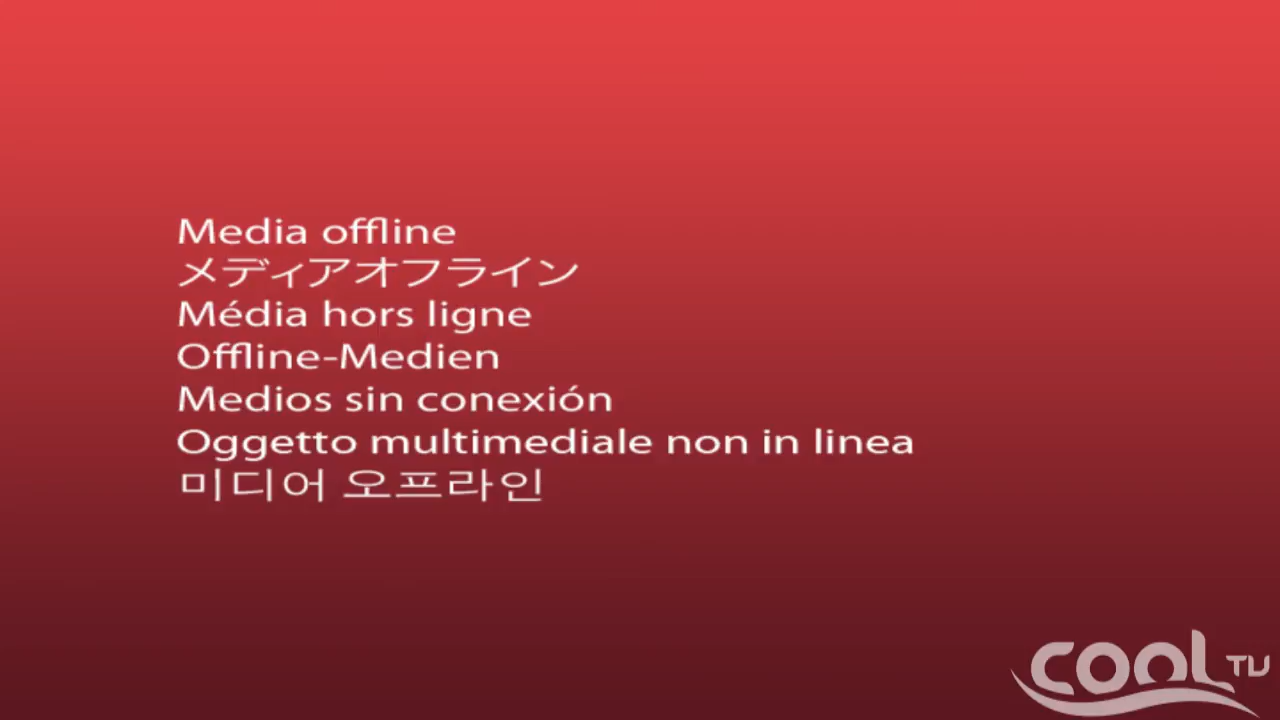 Media offline
メディアオフライン
Média hors ligne
Offline-Medien
Medios sin conexión
Oggetto multimediale non in linea
미디어 오프라인
COOL TV